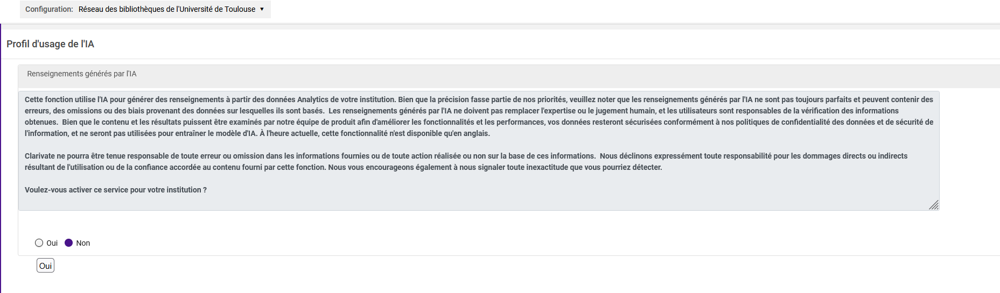 Configuration: Réseau des bibliothèques de l'Université de Toulouse
Profil d'usage de l'IA
Renseignements générés par l'IA
Cette fonction utilise l'IA pour générer des renseignements à partir des données Analytics de votre institution. Bien que la précision fasse partie de nos priorités, veuillez noter que les renseignements générés par l'IA ne sont pas toujours parfaits et peuvent contenir des
erreurs, des omissions ou des biais provenant des données sur lesquelles ils sont basés.  Les renseignements générés par l'IA ne doivent pas remplacer l'expertise ou le jugement humain, et les utilisateurs sont responsables de la vérification des informations
obtenues.  Bien que le contenu et les résultats puissent être examinés par notre équipe de produit afin d'améliorer les fonctionnalités et les performances, vos données resteront sécurisées conformément à nos politiques de confidentialité des données et de sécurité de
l'information, et ne seront pas utilisées pour entraîner le modèle d'IA. À l'heure actuelle, cette fonctionnalité n'est disponible qu'en anglais.
Clarivate ne pourra être tenue responsable de toute erreur ou omission dans les informations fournies ou de toute action réalisée ou non sur la base de ces informations.  Nous déclinons expressément toute responsabilité pour les dommages directs ou indirects
résultant de l'utilisation ou de la confiance accordée au contenu fourni par cette fonction. Nous vous encourageons également à nous signaler toute inexactitude que vous pourriez détecter.
Voulez-vous activer ce service pour votre institution ?
Oui Non
Oui